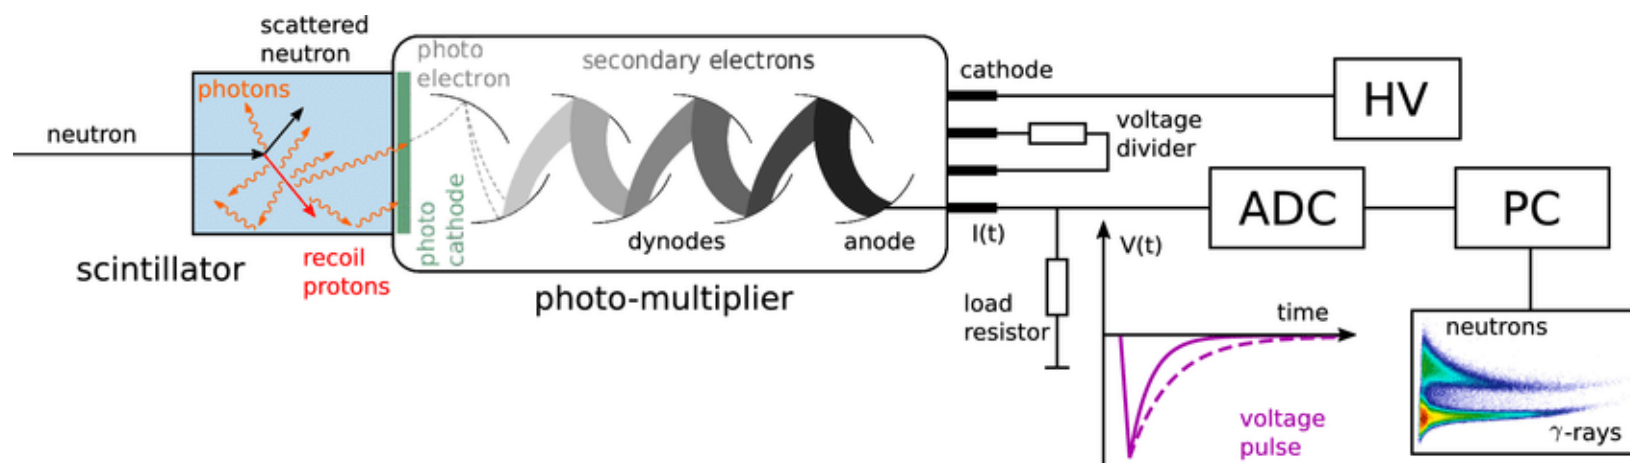 scattered
neutron
photons
neutron
recoil
protons
scintillator
photo
electron
photo
cathode
secondary electrons
dynodes
anode
photo-multiplier
cathode
HV
voltage
divider
I(t)
ADC
PC
load
resistor
V(t)
time
voltage
pulse
neutrons
γ-rays